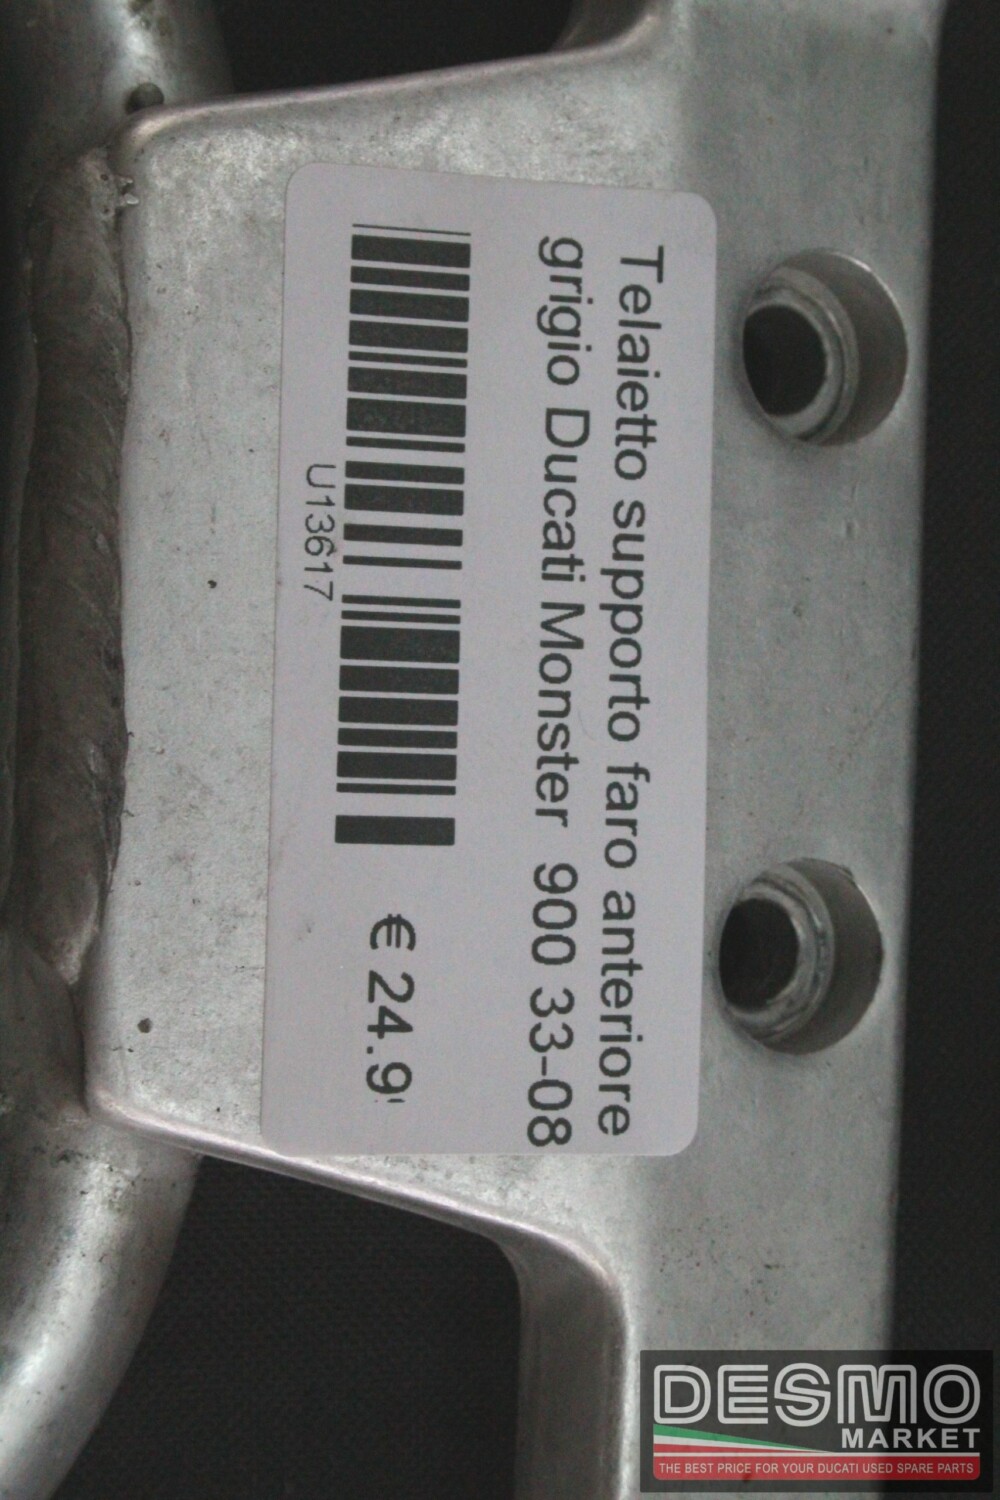 Telaietto supporto faro anteriore
grigio Ducati Monster 900 33-08
€ 24.9
U13617
DESMO
MARKET
THE BEST PRICE FOR YOUR DUCATI USED SPARE PARTS